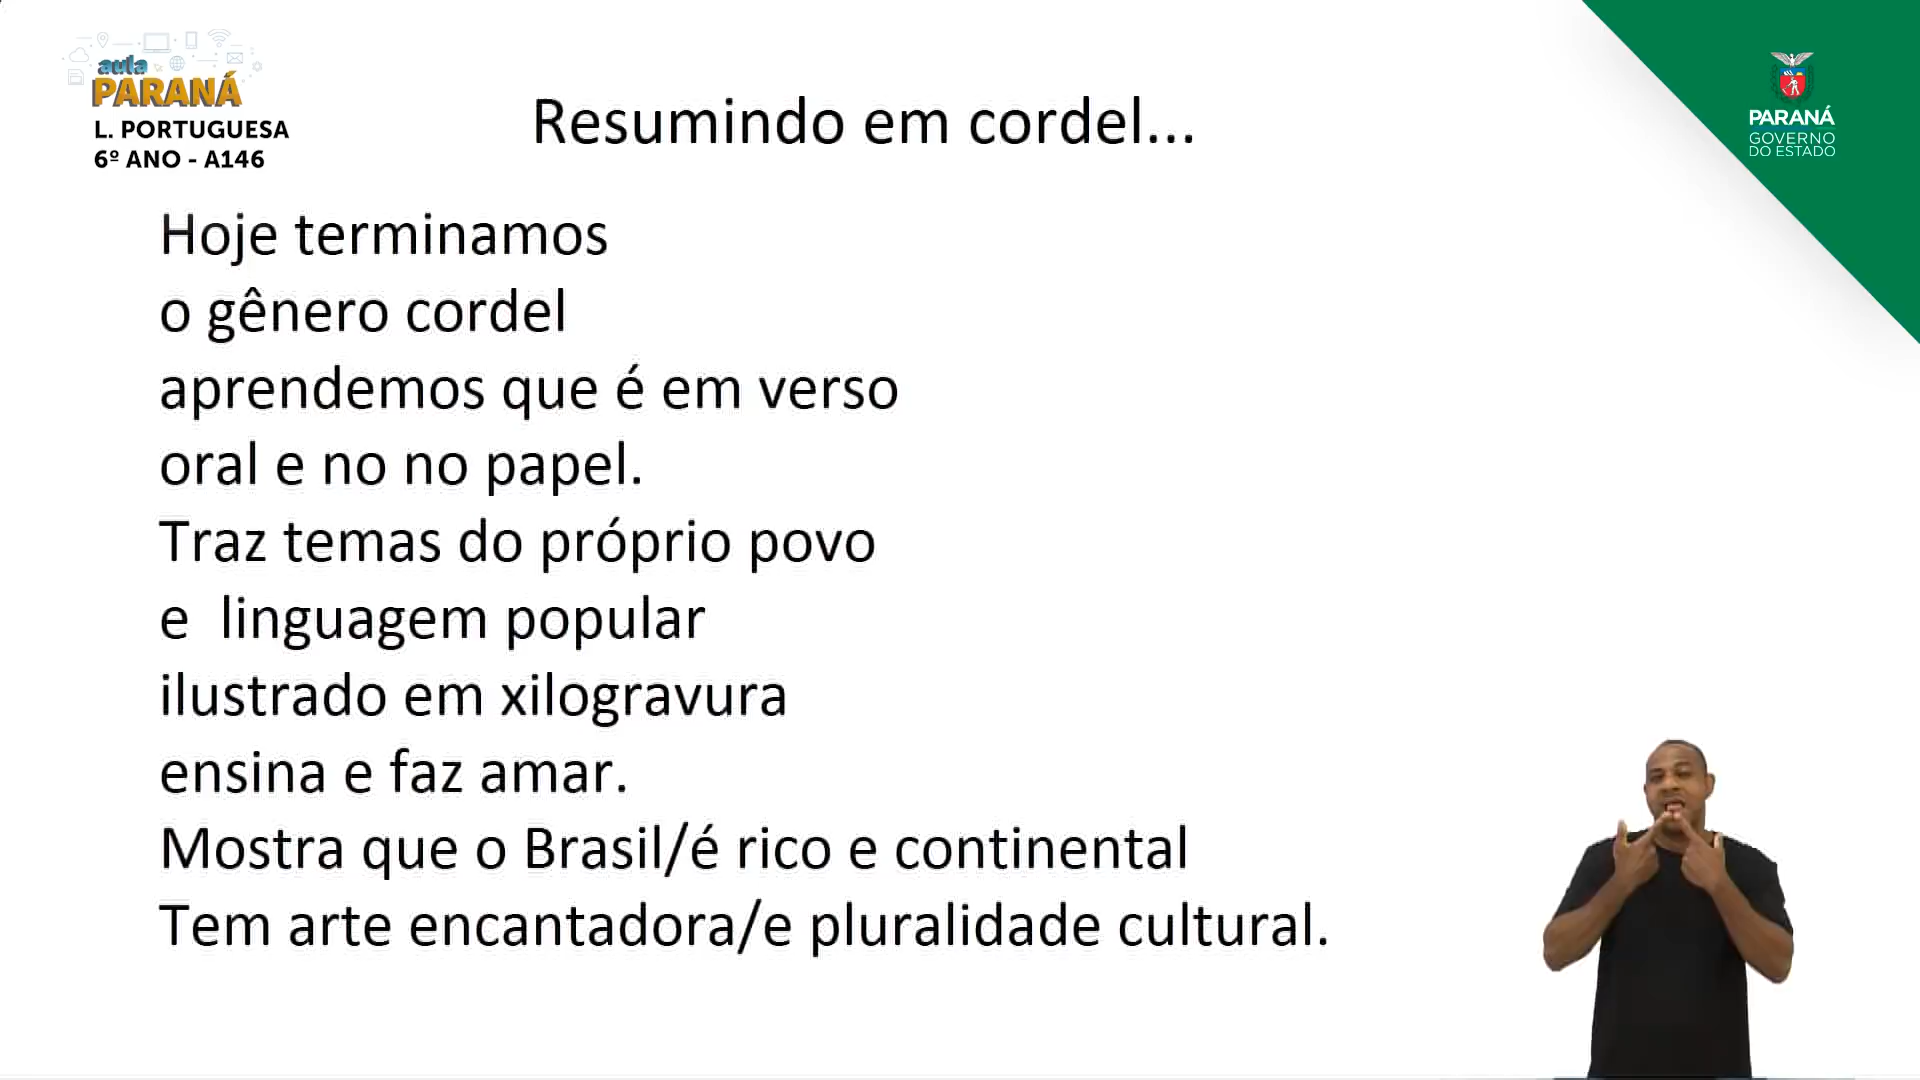 aula
PARANÁ
L. PORTUGUESA
6º ANO - A146
Resumindo em cordel...
PARANÁ
GOVERNO
DO ESTADO
Hoje terminamos
o gênero cordel
aprendemos que é em verso
oral e no no papel.
Traz temas do próprio povo
e  linguagem popular
ilustrado em xilogravura
ensina e faz amar.
Mostra que o Brasil/é rico e continental
Tem arte encantadora/e pluralidade cultural.